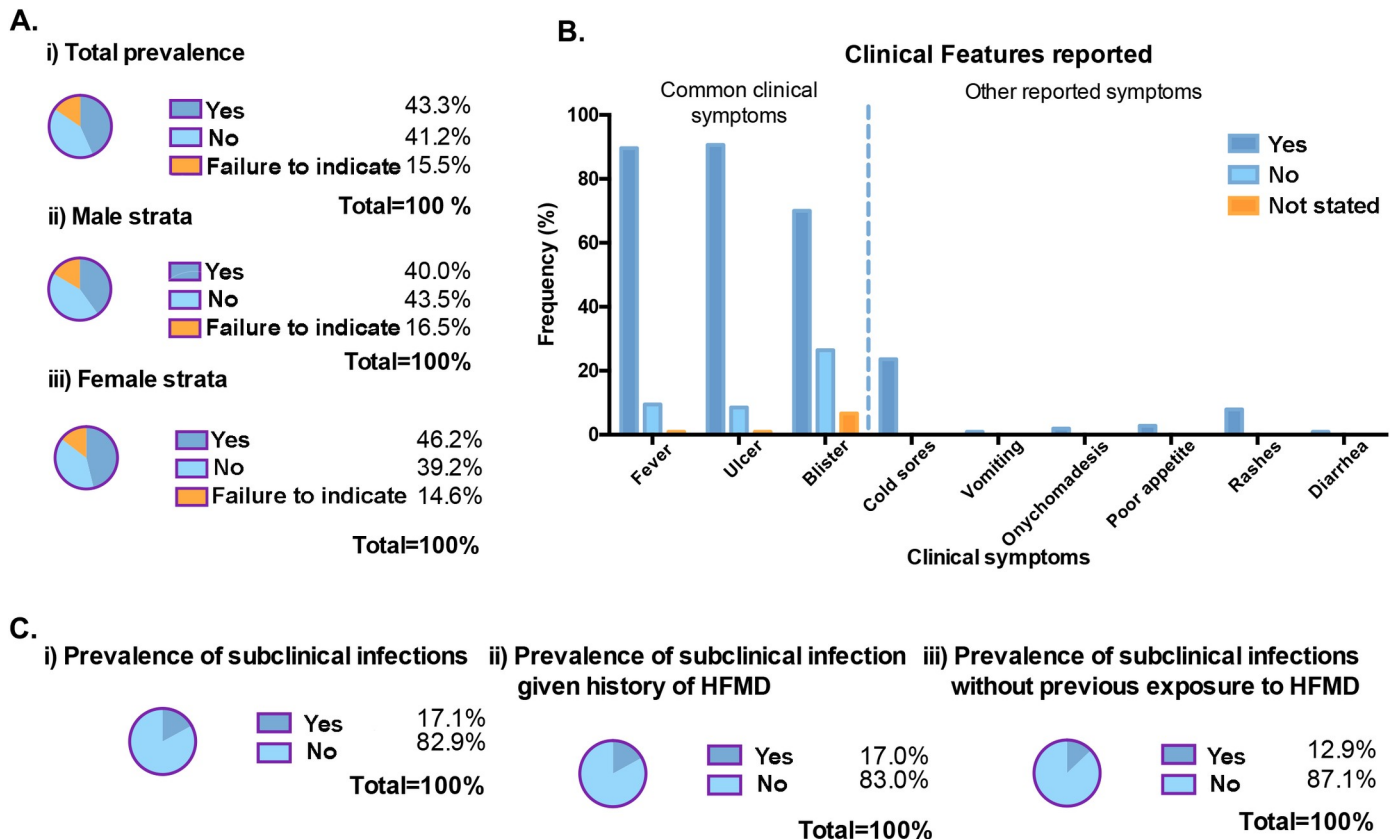 A.
i) Total prevalence
Yes 43.3%
No 41.2%
Failure to indicate 15.5%
Total=100 %
ii) Male strata
Yes 40.0%
No 43.5%
Failure to indicate 16.5%
Total=100%
iii) Female strata
Yes 46.2%
No 39.2%
Failure to indicate 14.6%
Total=100%
B.
Clinical Features reported
Common clinical
symptoms
Other reported symptoms
Yes
No
Not stated
Frequency (%)
100
80
60
40
20
0
Fever
Ulcer
Blister
Cold sores
Vomiting
Onychomadesis
Poor appetite
Rashes
Diarrhea
Clinical symptoms
C.
i) Prevalence of subclinical infections
Yes 17.1%
No 82.9%
Total=100%
ii) Prevalence of subclinical infection
given history of HFMD
Yes 17.0%
No 83.0%
Total=100%
iii) Prevalence of subclinical infections
without previous exposure to HFMD
Yes 12.9%
No 87.1%
Total=100%